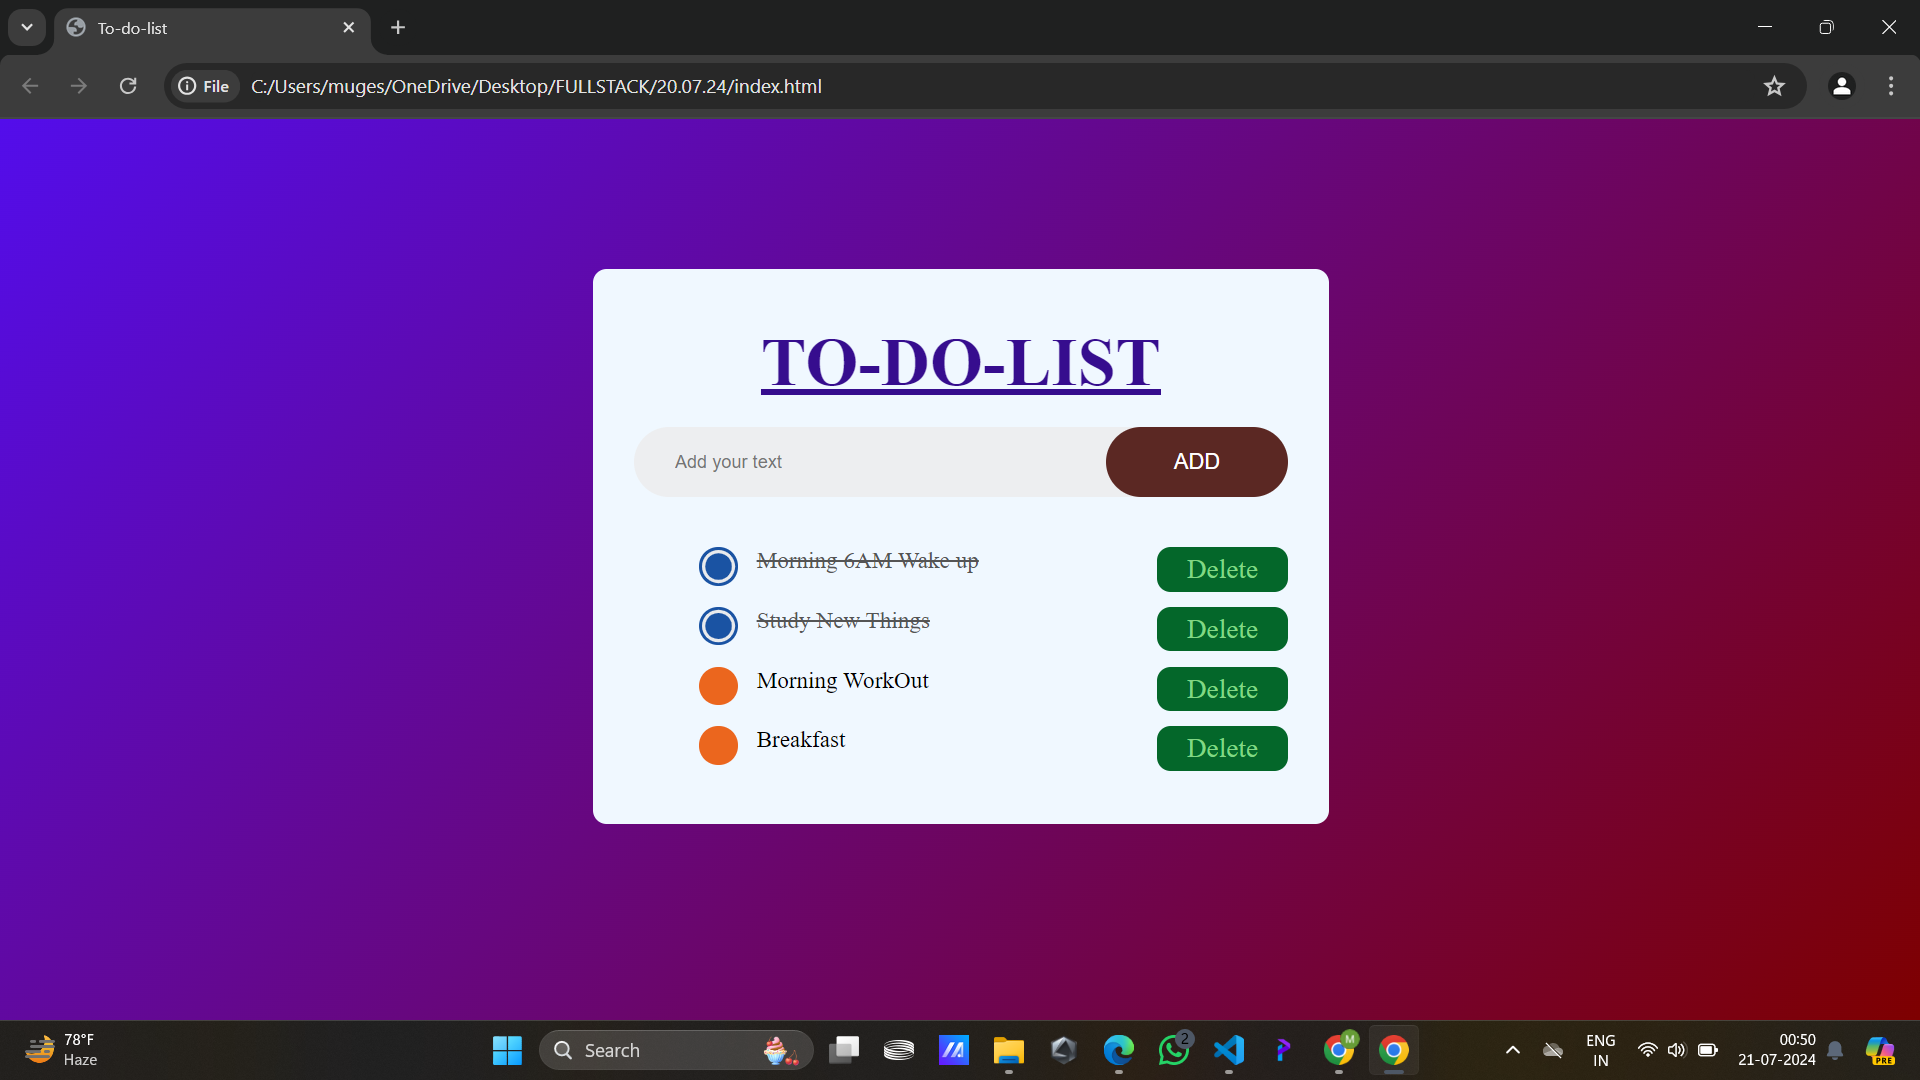 To-do-list
File
C:/Users/muges/OneDrive/Desktop/FULLSTACK/20.07.24/index.html
TO-DO-LIST
Add your text
ADD
Morning 6AM Wake up
Delete
Study New Things
Delete
Morning WorkOut
Delete
Breakfast
Delete
78°F
Haze
Search
2
M
ENG
IN
00:50
21-07-2024
PRE